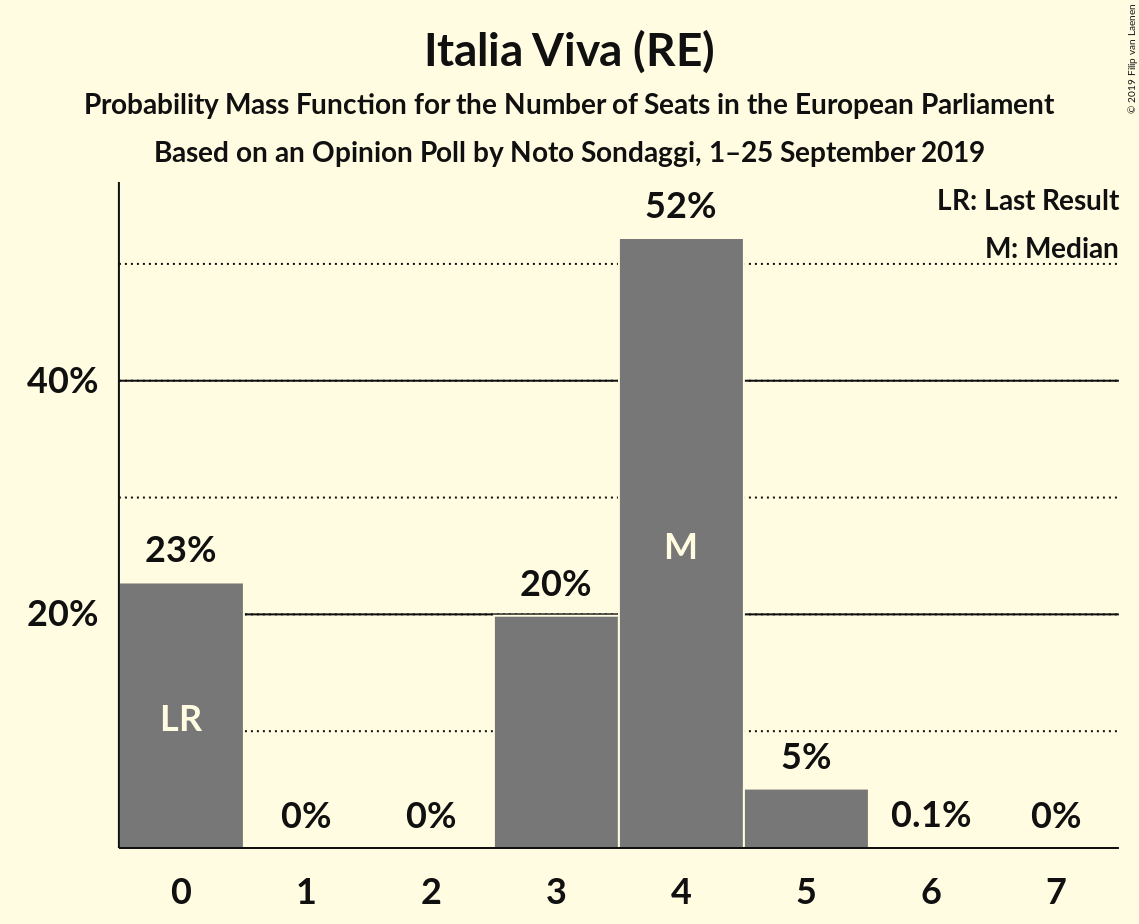 Italia Viva (RE)
Probability Mass Function for the Number of Seats in the European Parliament
Based on an Opinion Poll by Noto Sondaggi, 1–25 September 2019
© 2019 Filip van Laenen
LR: Last Result
M: Median
52%
40%
23%
20%
M
20%
LR
5%
0%
0%
0.1%
0%
0
1
2
3
4
5
6
7